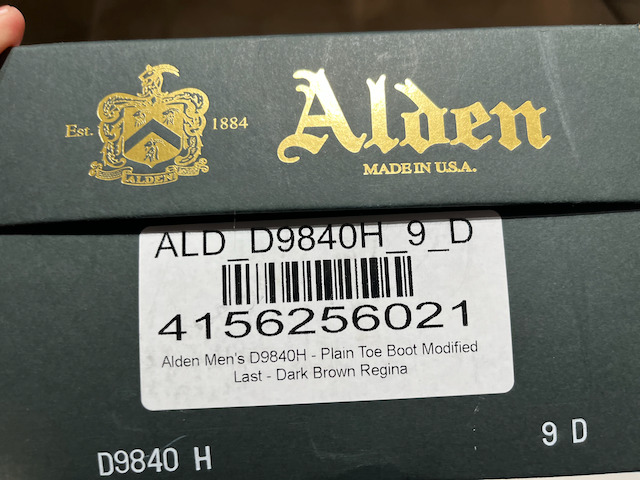 Est. 1884
ALDEN
Alden
MADE IN U.S.A.
ALD_D9840H_9_D
4156256021
Alden Men's D9840H - Plain Toe Boot Modified
Last - Dark Brown Regina
D9840 H
9 D